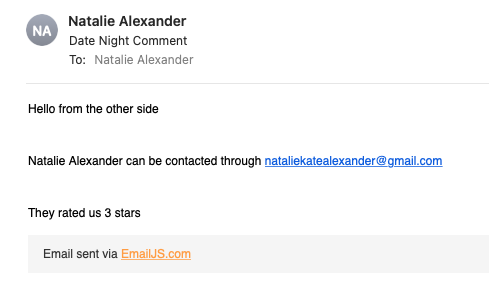 NA
Natalie Alexander
Date Night Comment
To: Natalie Alexander
Hello from the other side
Natalie Alexander can be contacted through nataliekatealexander@gmail.com
They rated us 3 stars
Email sent via EmailJS.com